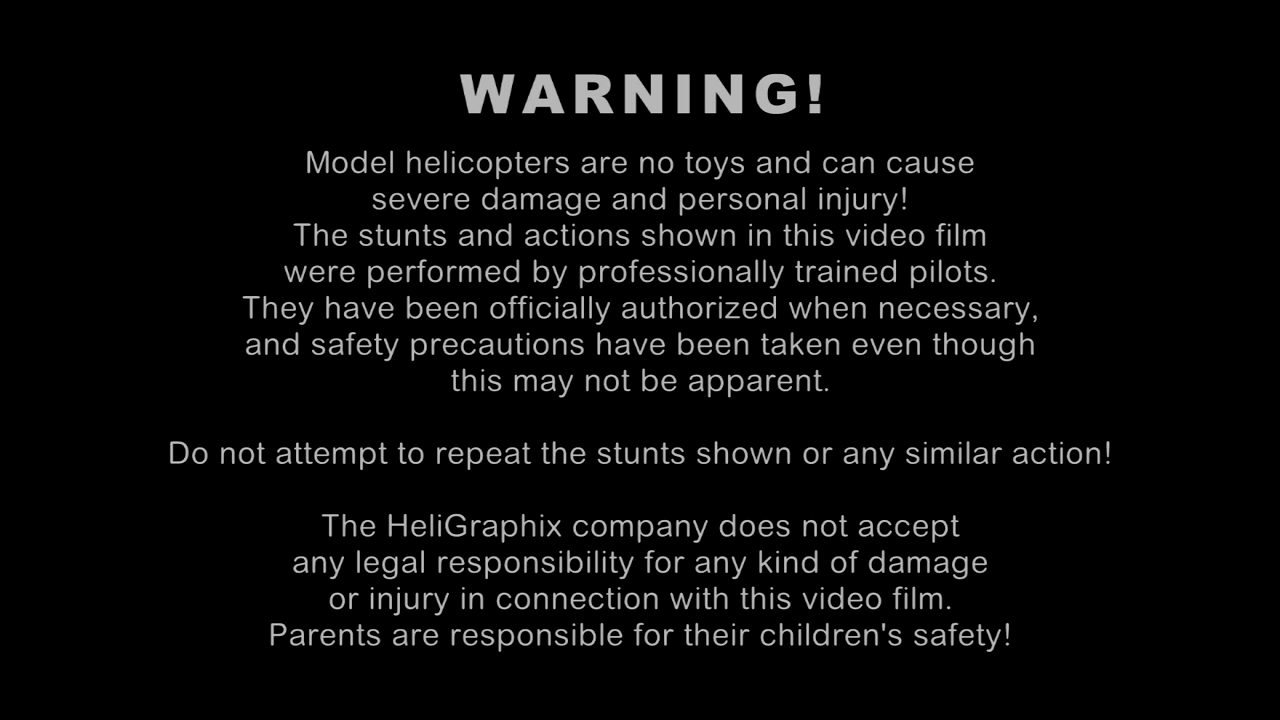 WARNING!
Model helicopters are no toys and can cause
severe damage and personal injury!
The stunts and actions shown in this video film
were performed by professionally trained pilots.
They have been officially authorized when necessary,
and safety precautions have been taken even though
this may not be apparent.
Do not attempt to repeat the stunts shown or any similar action!
The HeliGraphix company does not accept
any legal responsibility for any kind of damage
or injury in connection with this video film.
Parents are responsible for their children's safety!